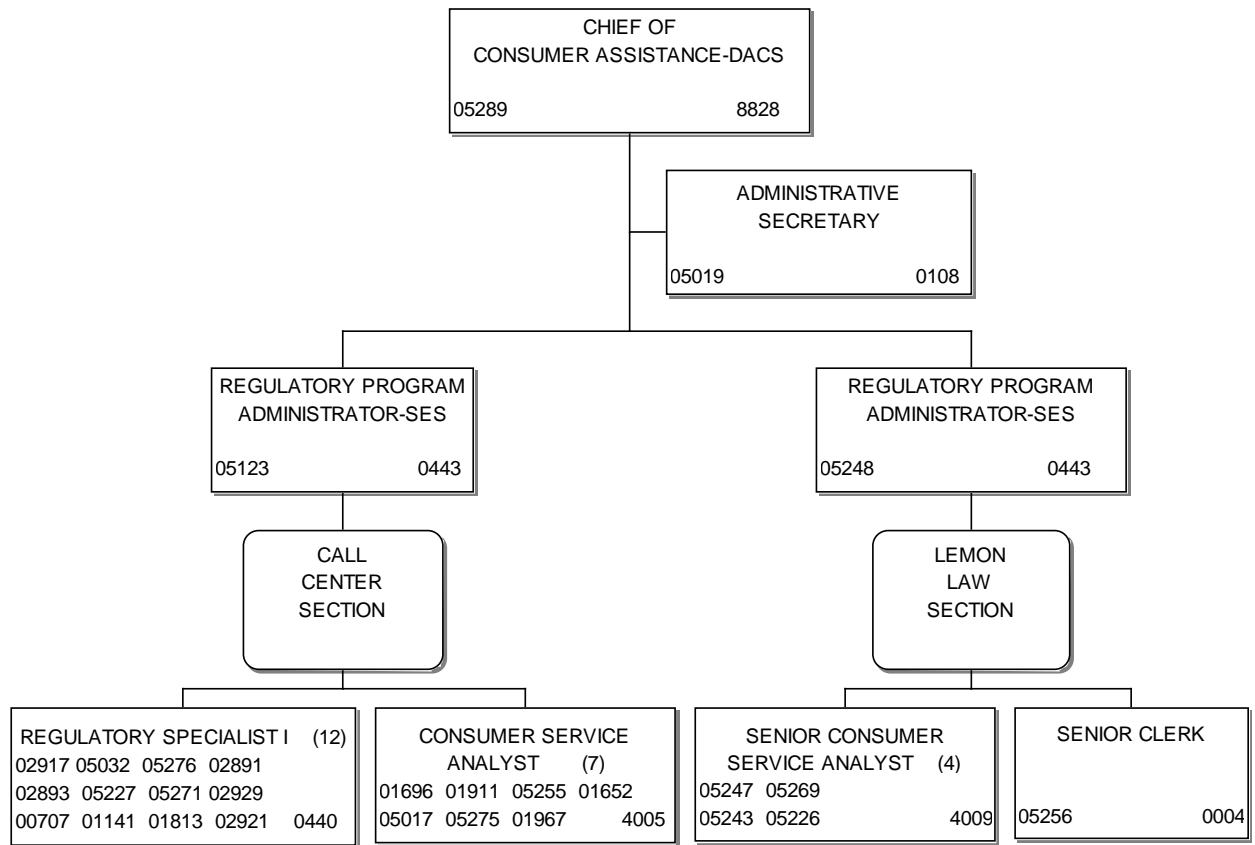 CHIEF OF
CONSUMER ASSISTANCE-DACS
05289 8828
ADMINISTRATIVE
SECRETARY
05019 0108
REGULATORY PROGRAM
ADMINISTRATOR-SES
05123 0443
REGULATORY PROGRAM
ADMINISTRATOR-SES
05248 0443
CALL
CENTER
SECTION
LEMON
LAW
SECTION
REGULATORY SPECIALIST I (12)
02917 05032 05276 02891
02893 05227 05271 02929
00707 01141 01813 02921 0440
CONSUMER SERVICE
ANALYST (7)
01696 01911 05255 01652
05017 05275 01967 4005
SENIOR CONSUMER
SERVICE ANALYST (4)
05247 05269
05243 05226 4009
SENIOR CLERK
05256 0004